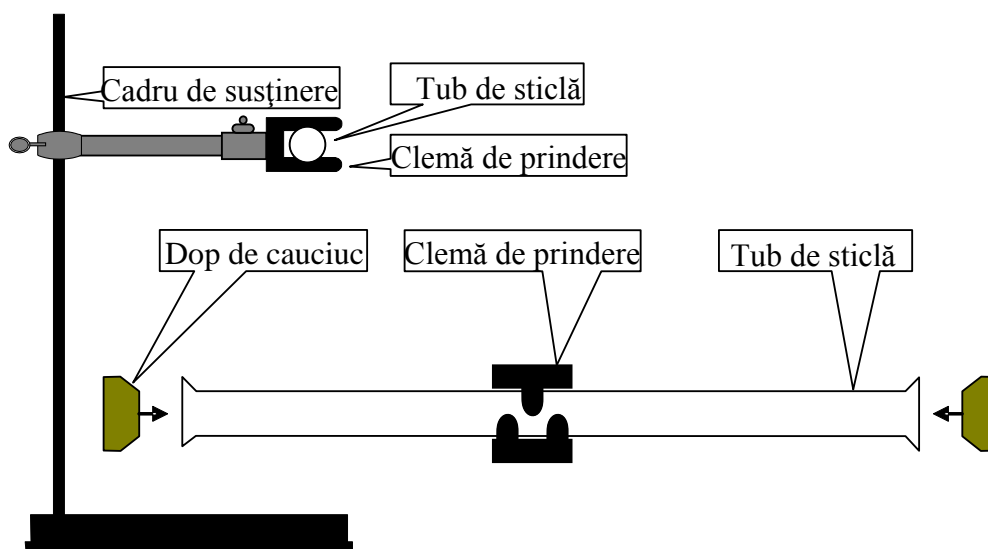 Cadru de susţinere
Tub de sticlă
Clemă de prindere
Dop de cauciuc
Clemă de prindere
Tub de sticlă